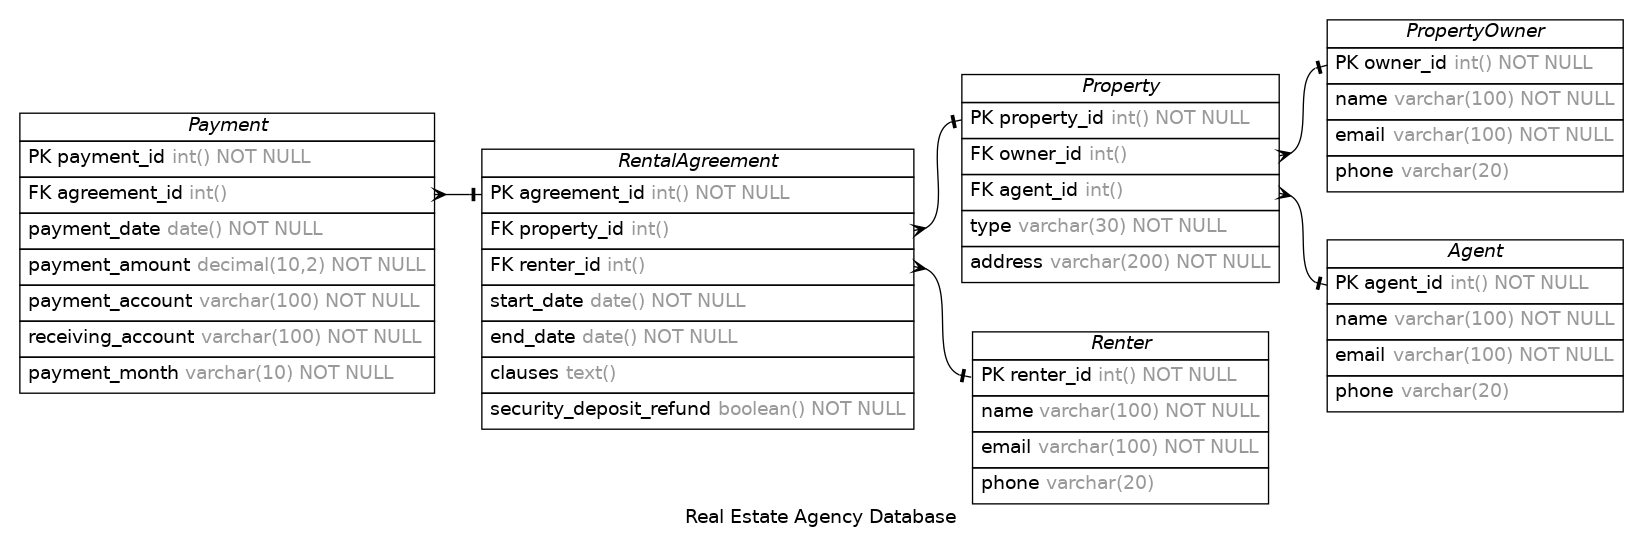 Payment
PK payment_id int() NOT NULL
FK agreement_id int()
payment_date date() NOT NULL
payment_amount decimal(10,2) NOT NULL
payment_account varchar(100) NOT NULL
receiving_account varchar(100) NOT NULL
payment_month varchar(10) NOT NULL
RentalAgreement
PK agreement_id int() NOT NULL
FK property_id int()
FK renter_id int()
start_date date() NOT NULL
end_date date() NOT NULL
clauses text()
security_deposit_refund boolean() NOT NULL
Property
PK property_id int() NOT NULL
FK owner_id int()
FK agent_id int()
type varchar(30) NOT NULL
address varchar(200) NOT NULL
Renter
PK renter_id int() NOT NULL
name varchar(100) NOT NULL
email varchar(100) NOT NULL
phone varchar(20)
PropertyOwner
PK owner_id int() NOT NULL
name varchar(100) NOT NULL
email varchar(100) NOT NULL
phone varchar(20)
Agent
PK agent_id int() NOT NULL
name varchar(100) NOT NULL
email varchar(100) NOT NULL
phone varchar(20)
Real Estate Agency Database